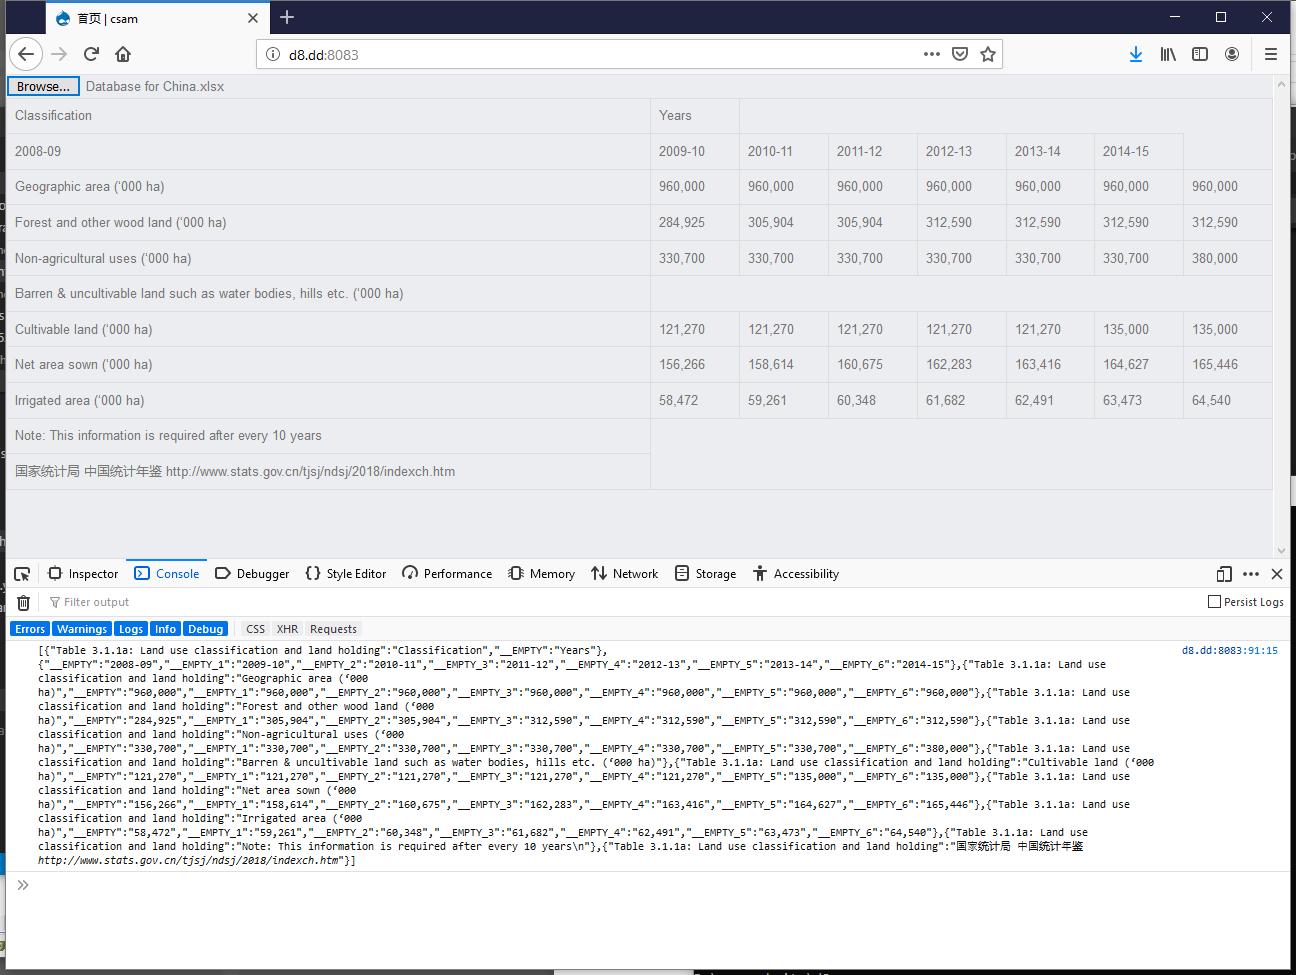 首页 | csam
d8.dd:8083
Browse... Database for China.xlsx
Classification Years
2008-09 2009-10 2010-11 2011-12 2012-13 2013-14 2014-15
Geographic area (‘000 ha) 960,000 960,000 960,000 960,000 960,000 960,000 960,000
Forest and other wood land (‘000 ha) 284,925 305,904 305,904 312,590 312,590 312,590 312,590
Non-agricultural uses (‘000 ha) 330,700 330,700 330,700 330,700 330,700 330,700 380,000
Barren & uncultivable land such as water bodies, hills etc. (‘000 ha)
Cultivable land (‘000 ha) 121,270 121,270 121,270 121,270 121,270 135,000 135,000
Net area sown (‘000 ha) 156,266 158,614 160,675 162,283 163,416 164,627 165,446
Irrigated area (‘000 ha) 58,472 59,261 60,348 61,682 62,491 63,473 64,540
Note: This information is required after every 10 years
国家统计局 中国统计年鉴 http://www.stats.gov.cn/tjsj/ndsj/2018/indexch.htm
Inspector Console Debugger Style Editor Performance Memory Network Storage Accessibility
Filter output Persist Logs
Errors Warnings Logs Info Debug CSS XHR Requests
[{"Table 3.1.1a: Land use classification and land holding":"Classification","__EMPTY":"Years"}, d8.dd:8083:91:15
{"__EMPTY":"2008-09","__EMPTY_1":"2009-10","__EMPTY_2":"2010-11","__EMPTY_3":"2011-12","__EMPTY_4":"2012-13","__EMPTY_5":"2013-14","__EMPTY_6":"2014-15"},{"Table 3.1.1a: Land use
classification and land holding":"Geographic area (‘000
ha)","__EMPTY":"960,000","__EMPTY_1":"960,000","__EMPTY_2":"960,000","__EMPTY_3":"960,000","__EMPTY_4":"960,000","__EMPTY_5":"960,000","__EMPTY_6":"960,000"},{"Table 3.1.1a: Land use
classification and land holding":"Forest and other wood land (‘000
ha)","__EMPTY":"284,925","__EMPTY_1":"305,904","__EMPTY_2":"305,904","__EMPTY_3":"312,590","__EMPTY_4":"312,590","__EMPTY_5":"312,590","__EMPTY_6":"312,590"},{"Table 3.1.1a: Land use
classification and land holding":"Non-agricultural uses (‘000
ha)","__EMPTY":"330,700","__EMPTY_1":"330,700","__EMPTY_2":"330,700","__EMPTY_3":"330,700","__EMPTY_4":"330,700","__EMPTY_5":"330,700","__EMPTY_6":"380,000"},{"Table 3.1.1a: Land use
classification and land holding":"Barren & uncultivable land such as water bodies, hills etc. (‘000 ha)"},{"Table 3.1.1a: Land use classification and land holding":"Cultivable land (‘000
ha)","__EMPTY":"121,270","__EMPTY_1":"121,270","__EMPTY_2":"121,270","__EMPTY_3":"121,270","__EMPTY_4":"121,270","__EMPTY_5":"135,000","__EMPTY_6":"135,000"},{"Table 3.1.1a: Land use
classification and land holding":"Net area sown (‘000
ha)","__EMPTY":"156,266","__EMPTY_1":"158,614","__EMPTY_2":"160,675","__EMPTY_3":"162,283","__EMPTY_4":"163,416","__EMPTY_5":"164,627","__EMPTY_6":"165,446"},{"Table 3.1.1a: Land use
classification and land holding":"Irrigated area (‘000
ha)","__EMPTY":"58,472","__EMPTY_1":"59,261","__EMPTY_2":"60,348","__EMPTY_3":"61,682","__EMPTY_4":"62,491","__EMPTY_5":"63,473","__EMPTY_6":"64,540"},{"Table 3.1.1a: Land use
classification and land holding":"Note: This information is required after every 10 years\n"},{"Table 3.1.1a: Land use classification and land holding":"国家统计局 中国统计年鉴
http://www.stats.gov.cn/tjsj/ndsj/2018/indexch.htm"}]